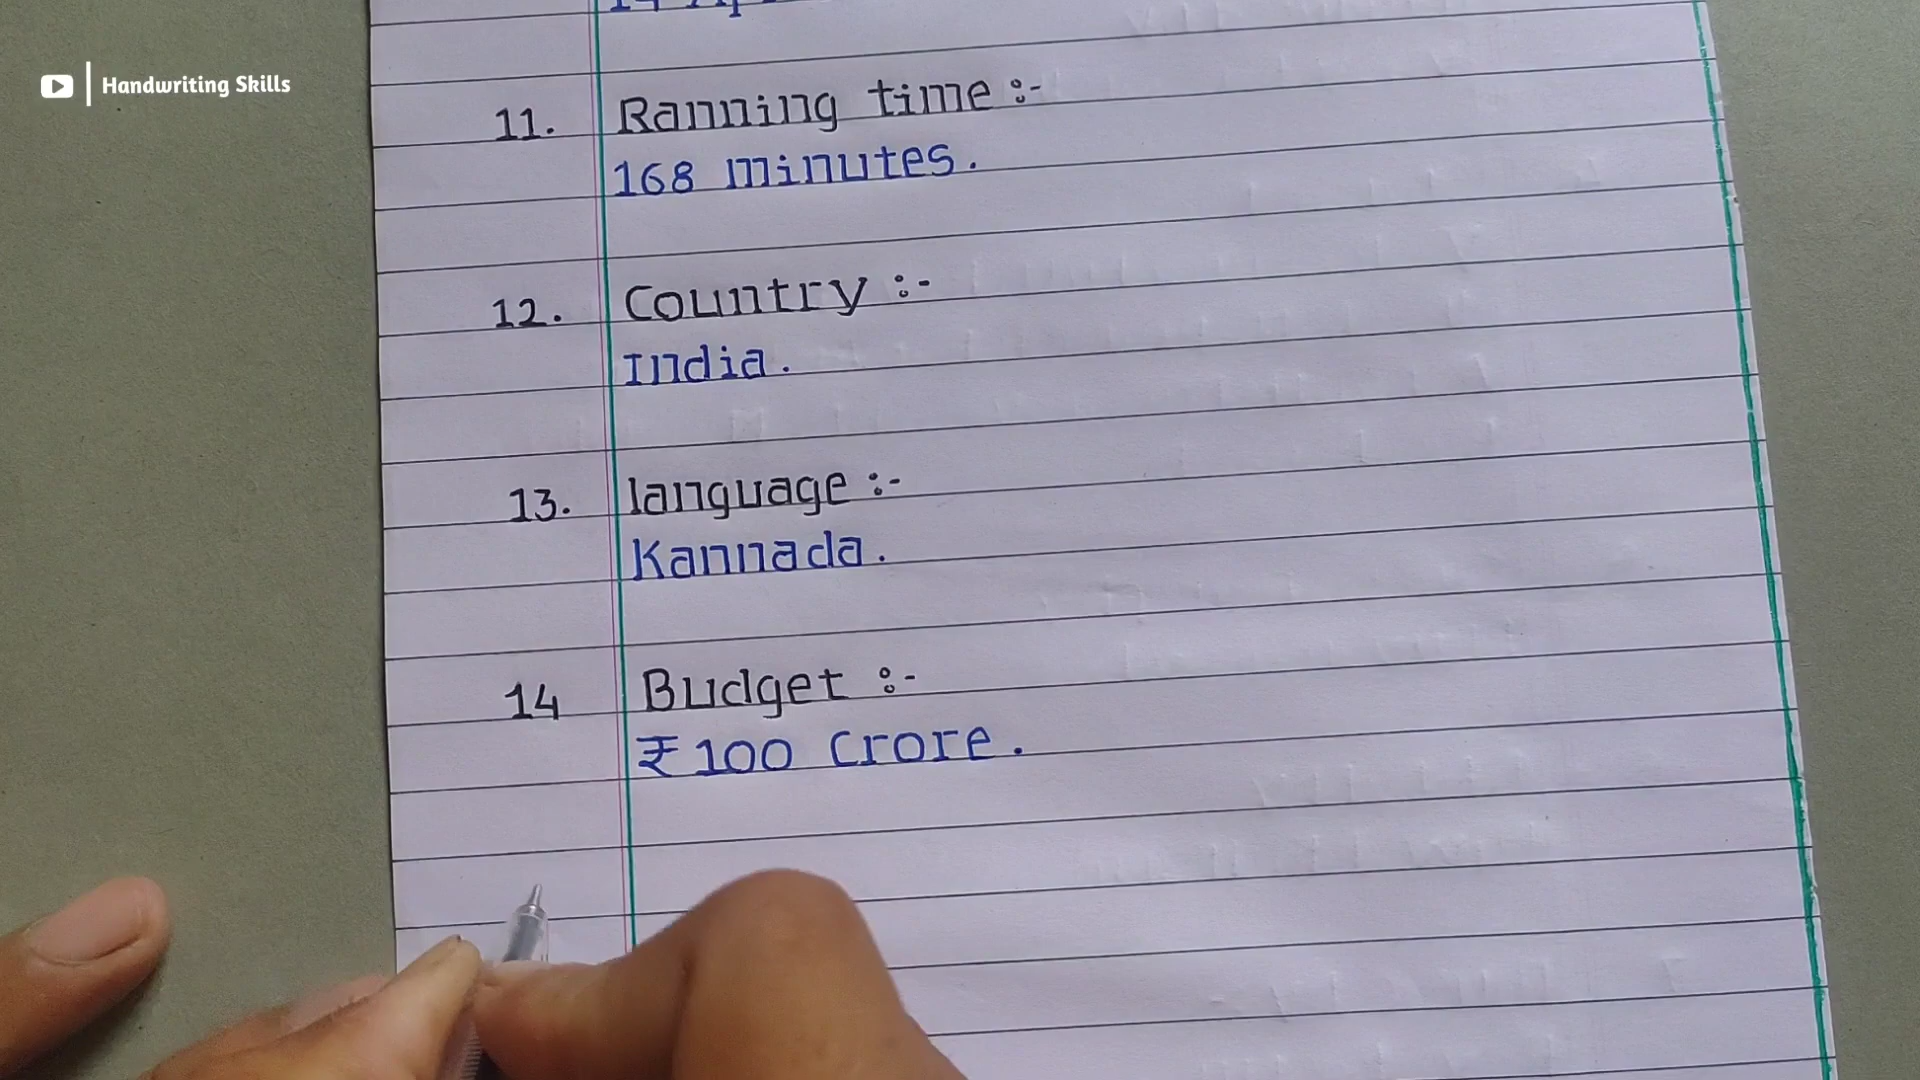 Handwriting Skills
11. Ranning time :-
168 minutes.
12. Country :-
India.
13. language :-
Kannada.
14 Budget :-
₹ 100 Crore.